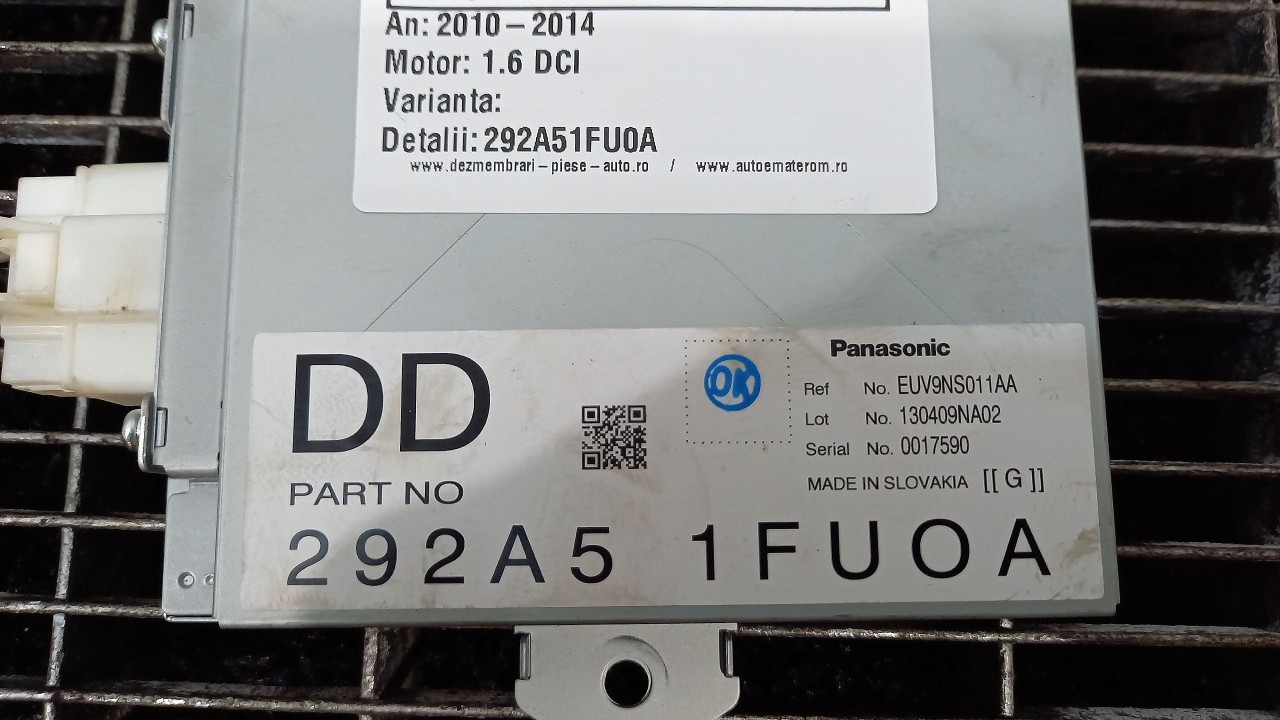 An: 2010 – 2014
Motor: 1.6 DCI
Varianta:
Detalii: 292A51FU0A
www.dezmembrari – piese – auto.ro / www.autoematerom.ro
DD
OK
Panasonic
Ref No. EUV9NS011AA
Lot No. 130409NA02
Serial No. 0017590
MADE IN SLOVAKIA [[ G ]]
PART NO
292A5 1FU0A